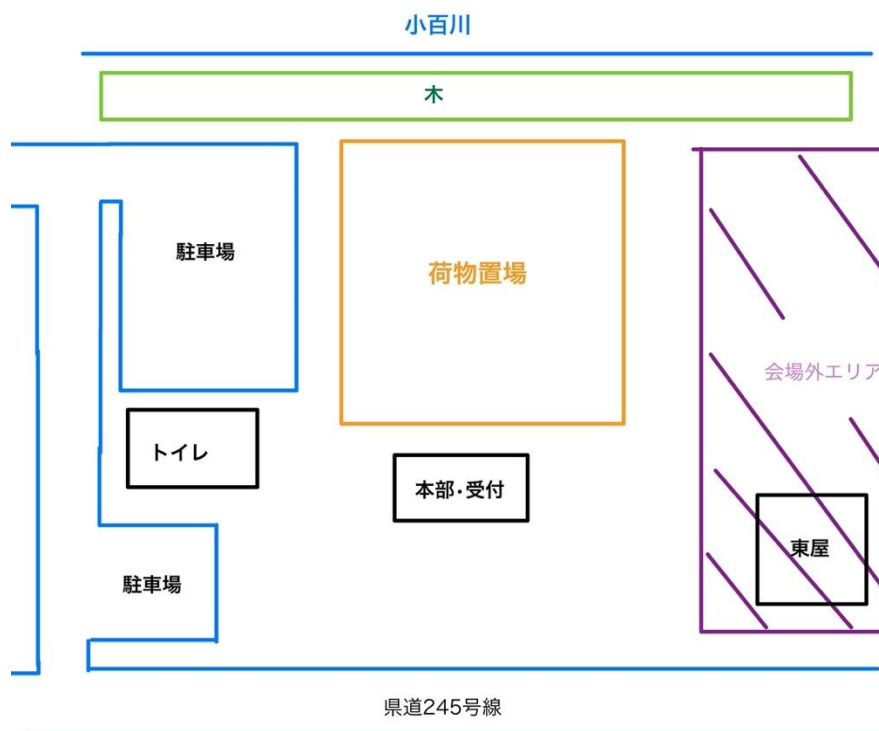 小百川
木
駐車場
荷物置場
会場外エリア
トイレ
本部・受付
東屋
駐車場
県道245号線